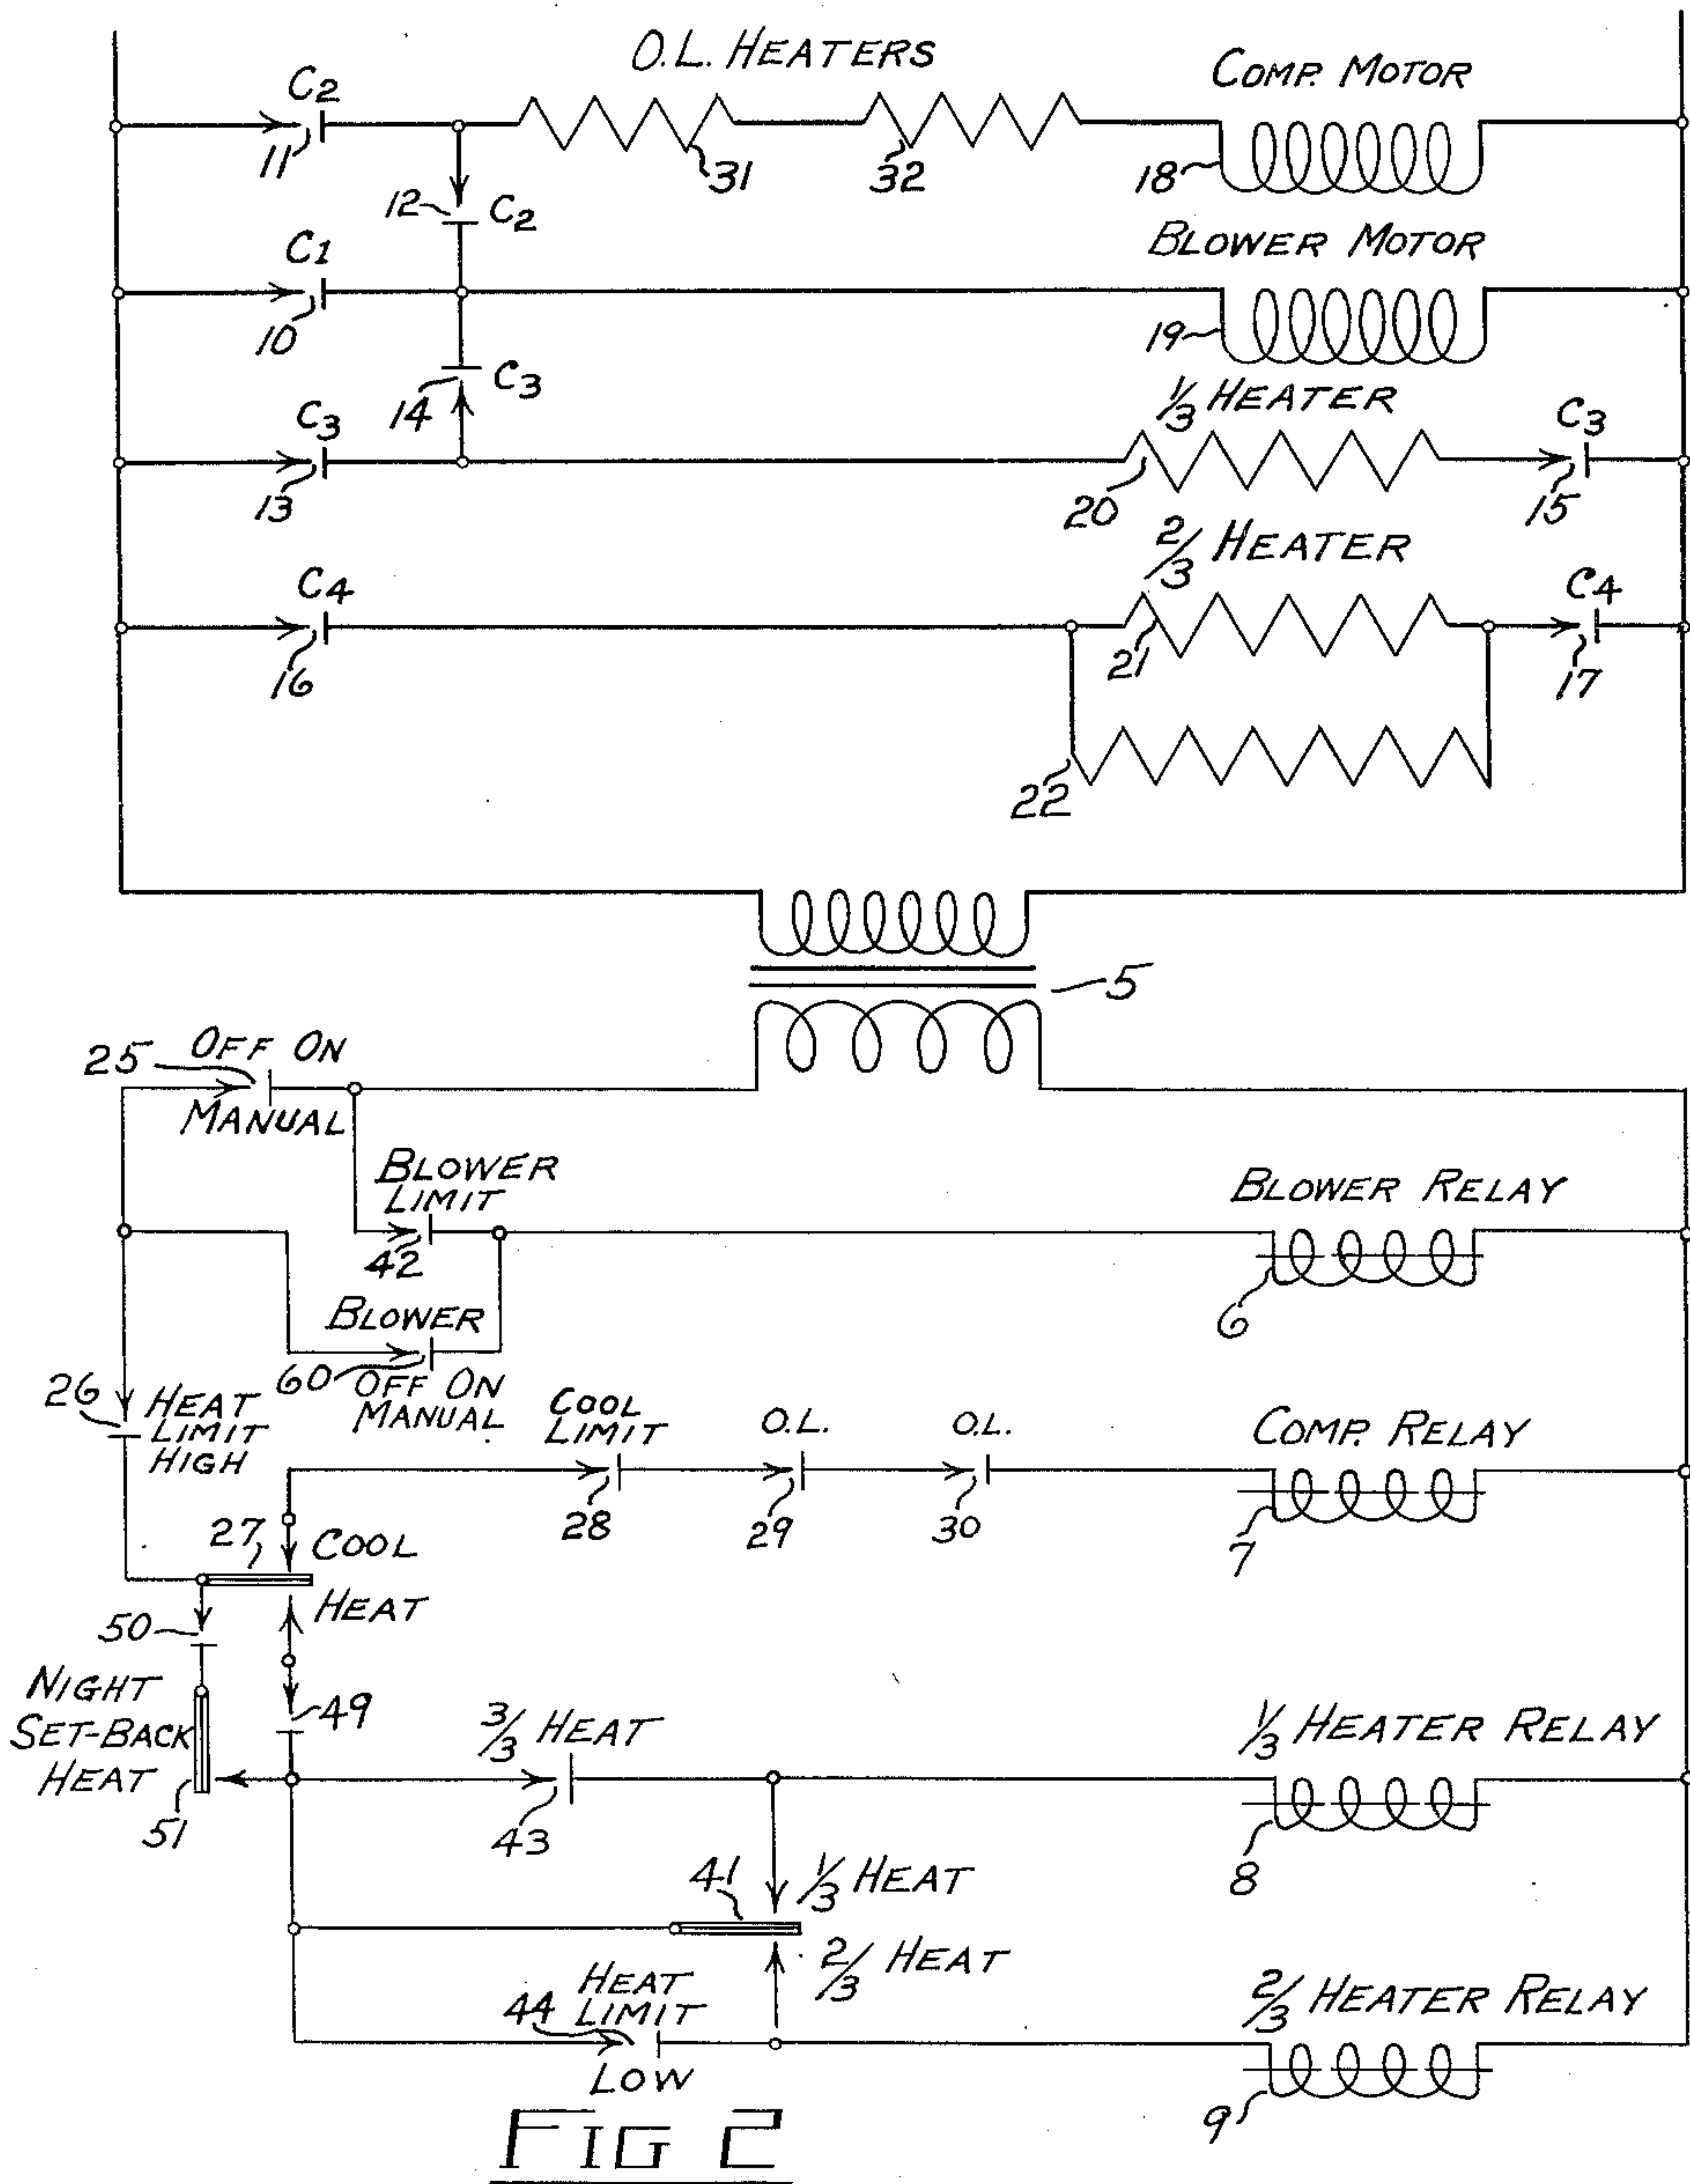 O.L. HEATERS
COMP. MOTOR
C2
11
31
32
18
12
C2
BLOWER MOTOR
C1
10
19
14
C3
1/3 HEATER
C3
13
20
C3
15
2/3 HEATER
C4
16
21
C4
17
22
5
25
OFF ON
MANUAL
BLOWER
LIMIT
42
BLOWER RELAY
6
BLOWER
60
OFF ON
MANUAL
26
HEAT
LIMIT
HIGH
COOL
LIMIT
28
O.L.
29
O.L.
30
COMP. RELAY
7
27
COOL
HEAT
50
NIGHT
SET-BACK
HEAT
51
49
3/3 HEAT
43
1/3 HEATER RELAY
8
41
1/3 HEAT
2/3 HEAT
44
HEAT
LIMIT
LOW
2/3 HEATER RELAY
9
FIG 2